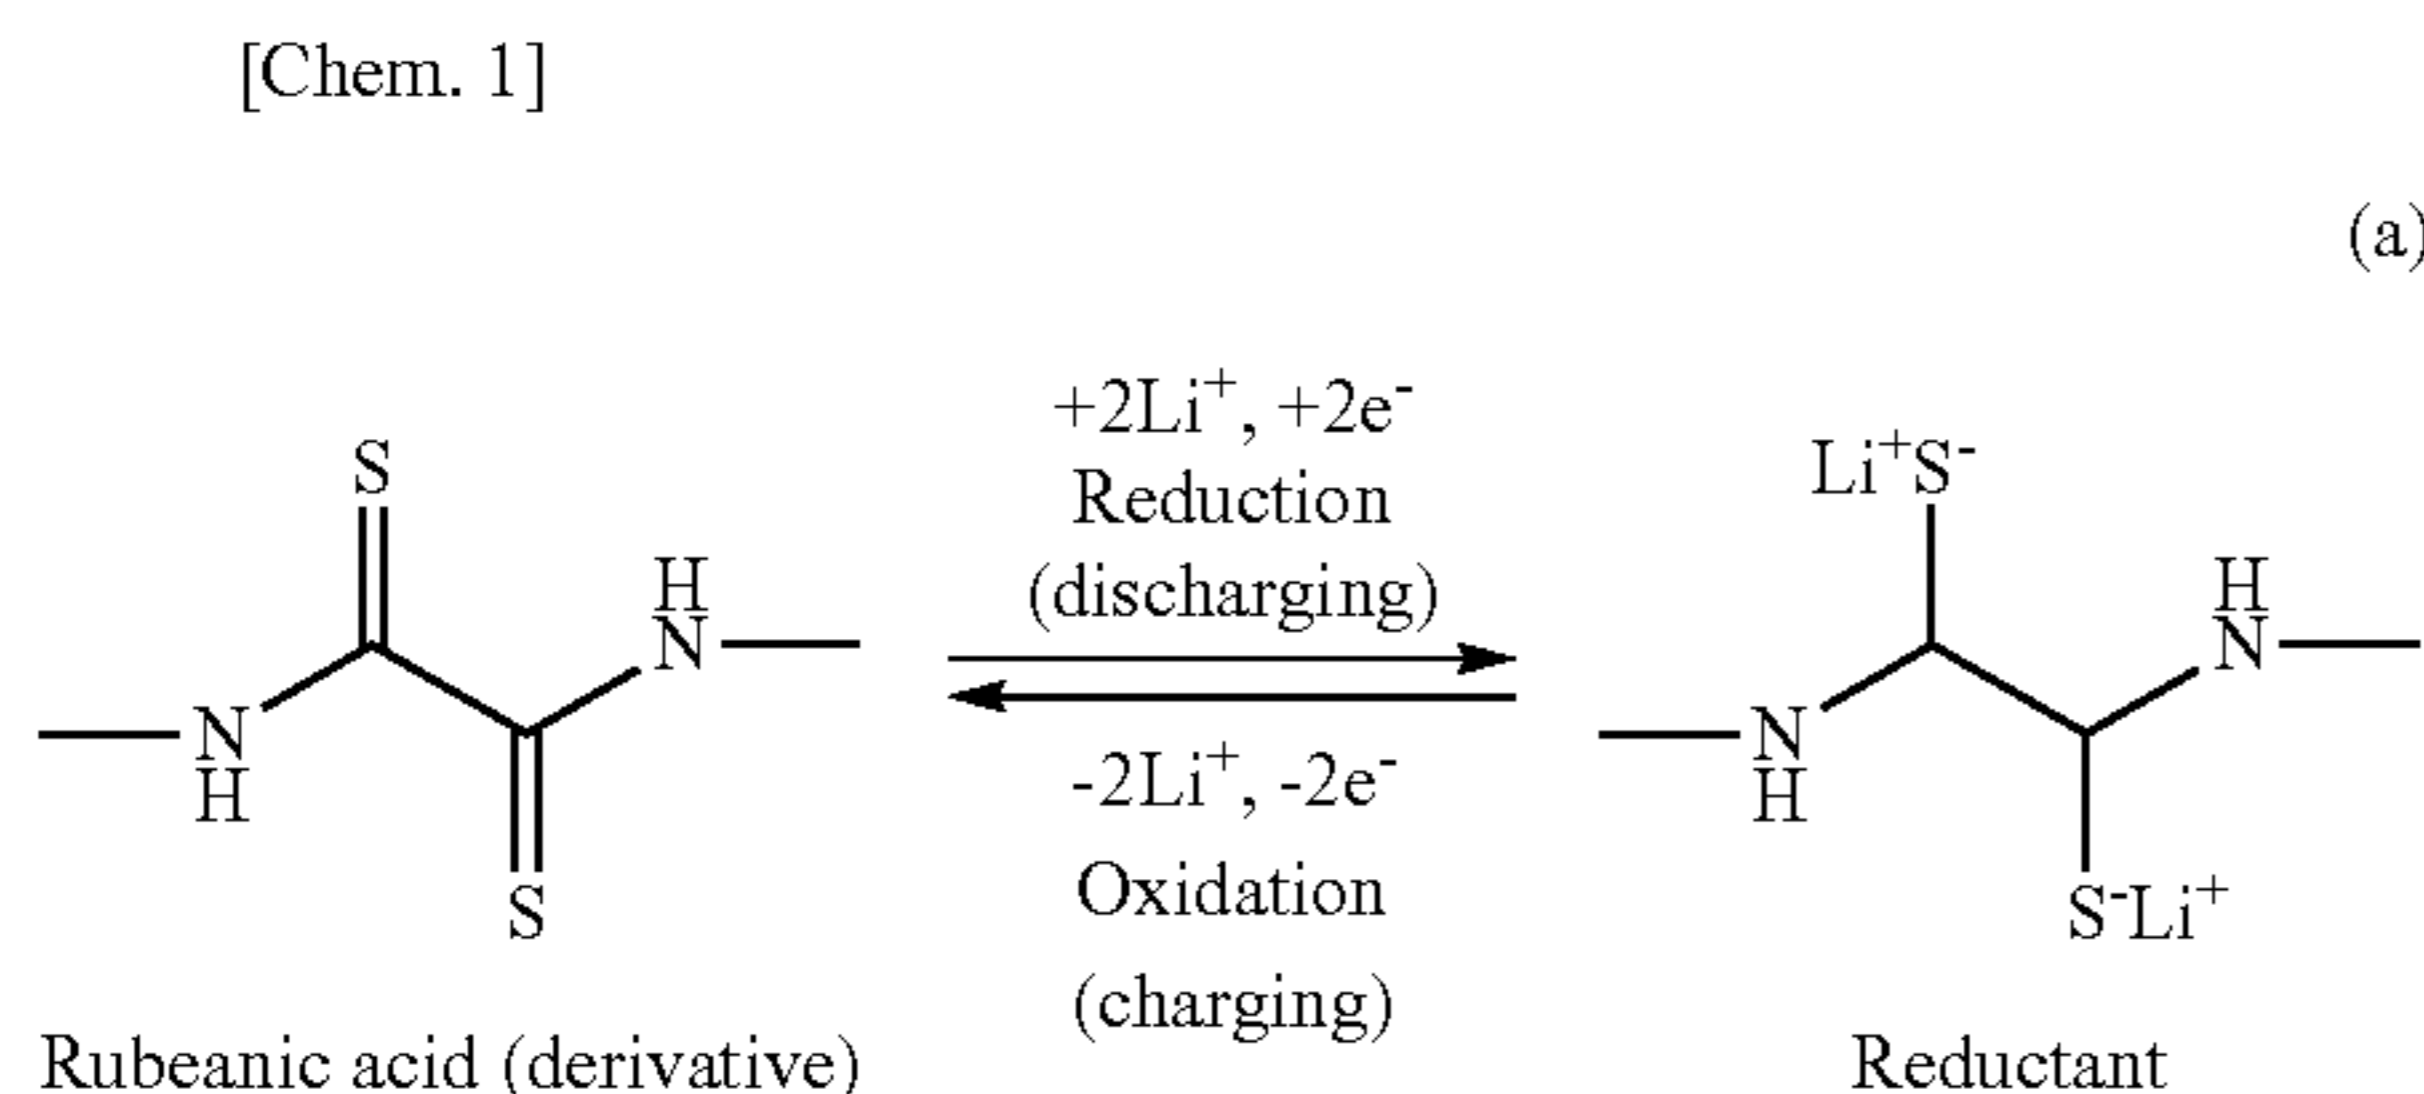 [Chem. 1]
(a)
+2Li⁺, +2e⁻
Reduction
(discharging)
S
H
N
N
H
S
-2Li⁺, -2e⁻
Oxidation
(charging)
Li⁺S⁻
H
N
N
H
S⁻Li⁺
Rubeanic acid (derivative)
Reductant